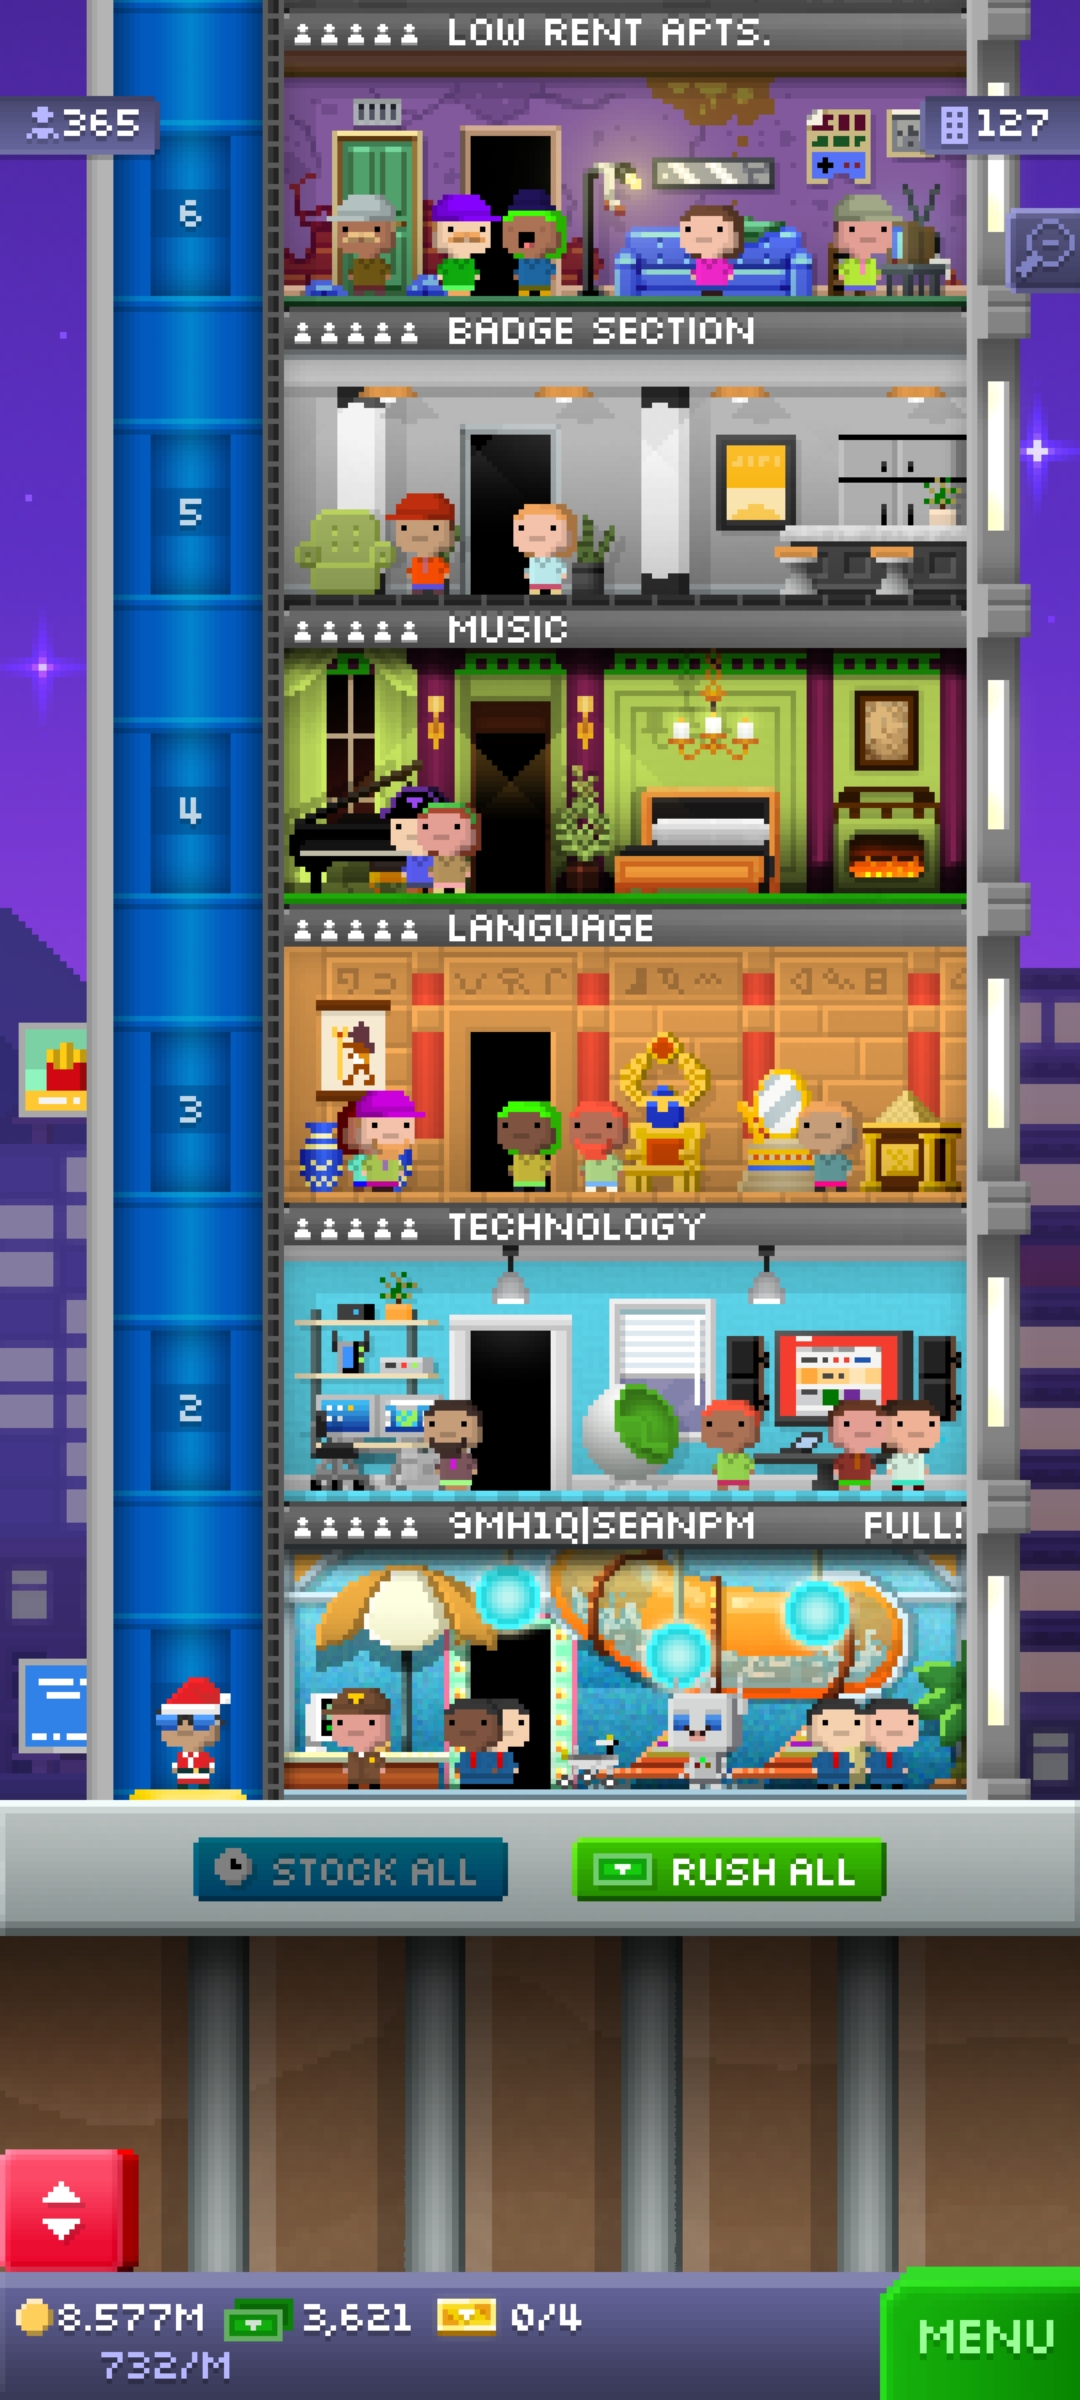 LOW RENT APTS.
365
127
6
BADGE SECTION
5
MUSIC
4
LANGUAGE
3
TECHNOLOGY
2
9MH1Q|SEANPM FULL!
STOCK ALL
RUSH ALL
8.577M 3,621 0/4
732/M
MENU